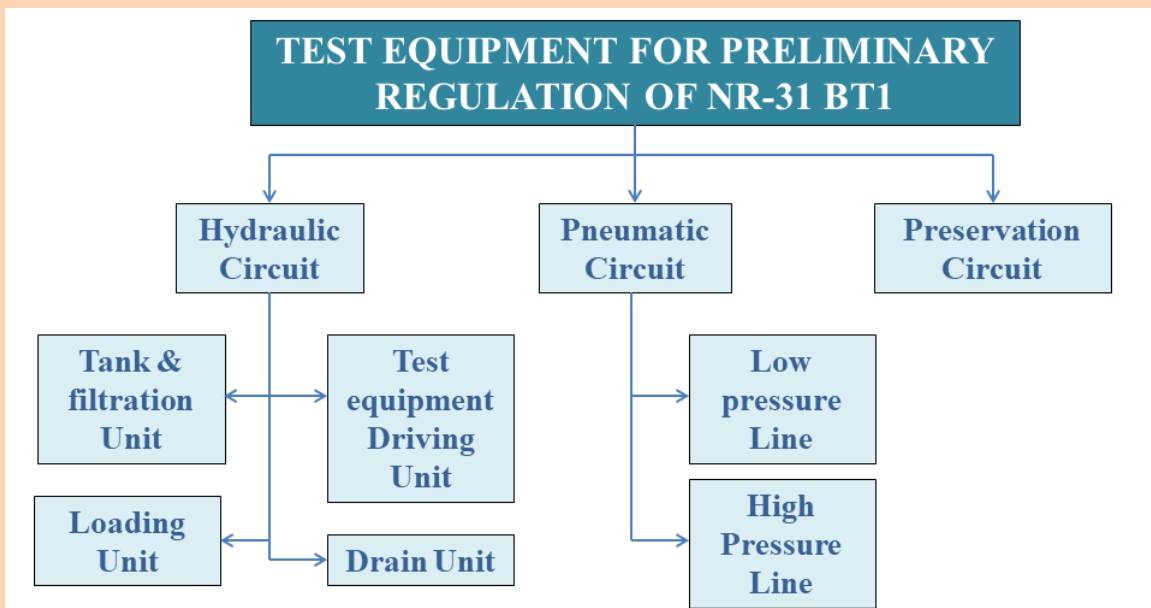 TEST EQUIPMENT FOR PRELIMINARY
REGULATION OF NR-31 BT1
Hydraulic
Circuit
Pneumatic
Circuit
Preservation
Circuit
Tank &
filtration
Unit
Test
equipment
Driving
Unit
Low
pressure
Line
Loading
Unit
Drain Unit
High
Pressure
Line